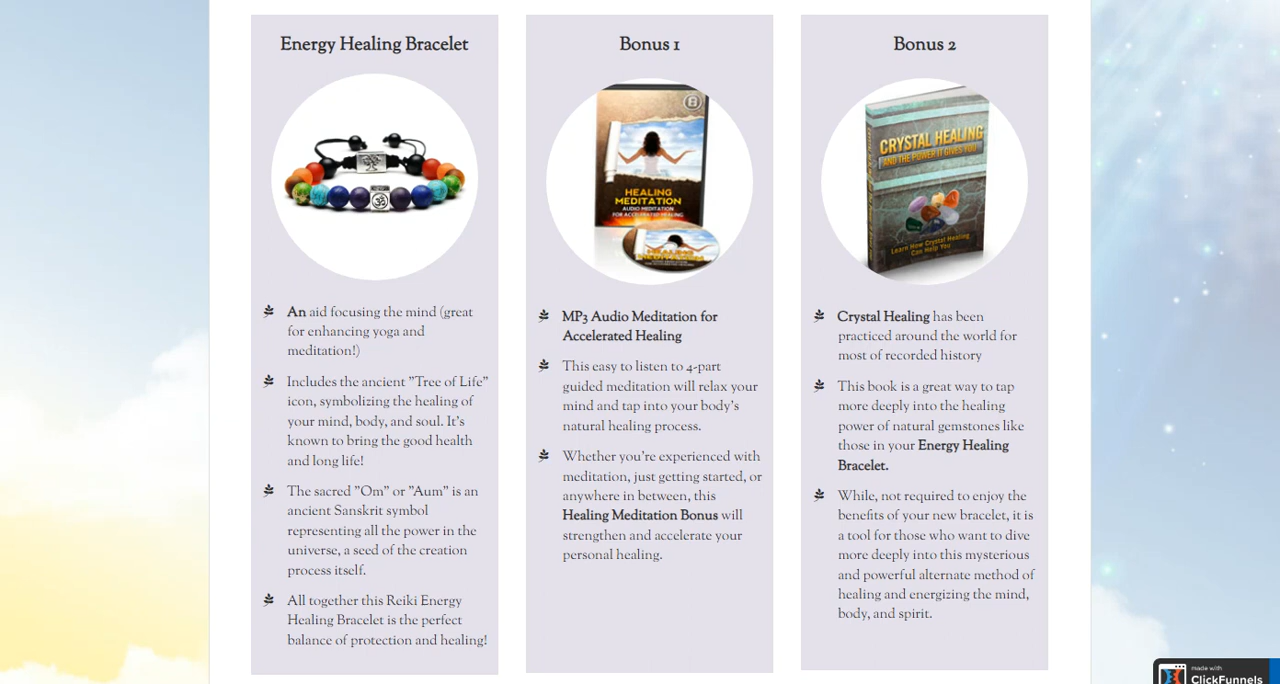 Energy Healing Bracelet
An aid focusing the mind (great
for enhancing yoga and
meditation!)
Includes the ancient "Tree of Life"
icon, symbolizing the healing of
your mind, body, and soul. It's
known to bring the good health
and long life!
The sacred "Om" or "Aum" is an
ancient Sanskrit symbol
representing all the power in the
universe, a seed of the creation
process itself.
All together this Reiki Energy
Healing Bracelet is the perfect
balance of protection and healing!
Bonus 1
HEALING
MEDITATION
AUDIO MEDITATION
FOR ACCELERATED HEALING
MP3 Audio Meditation for
Accelerated Healing
This easy to listen to 4-part
guided meditation will relax your
mind and tap into your body's
natural healing process.
Whether you're experienced with
meditation, just getting started, or
anywhere in between, this
Healing Meditation Bonus will
strengthen and accelerate your
personal healing.
Bonus 2
CRYSTAL HEALING
AND THE POWER IT GIVES YOU
Learn How Crystal Healing
Can Help You
Crystal Healing has been
practiced around the world for
most of recorded history
This book is a great way to tap
more deeply into the healing
power of natural gemstones like
those in your Energy Healing
Bracelet.
While, not required to enjoy the
benefits of your new bracelet, it is
a tool for those who want to dive
more deeply into this mysterious
and powerful alternate method of
healing and energizing the mind,
body, and spirit.
made with
ClickFunnels